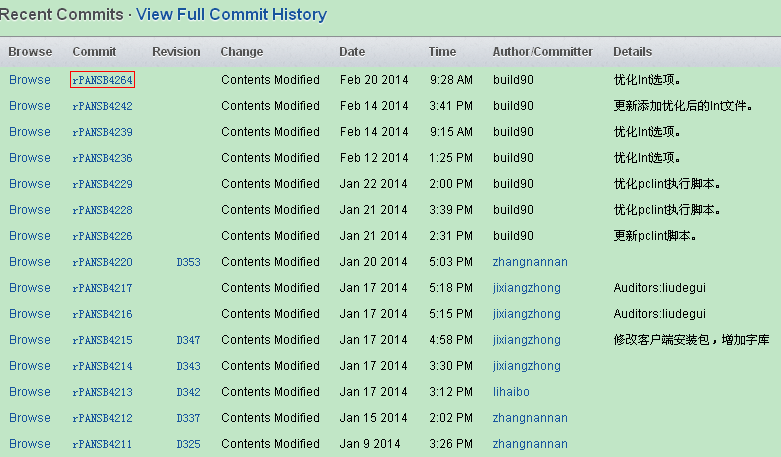 Recent Commits · View Full Commit History
Browse Commit Revision Change Date Time Author/Committer Details
Browse rPANSB4264 Contents Modified Feb 20 2014 9:28 AM build90 优化lnt选项。
Browse rPANSB4242 Contents Modified Feb 14 2014 3:41 PM build90 更新添加优化后的lnt文件。
Browse rPANSB4239 Contents Modified Feb 14 2014 9:15 AM build90 优化lnt选项。
Browse rPANSB4236 Contents Modified Feb 12 2014 1:25 PM build90 优化lnt选项。
Browse rPANSB4229 Contents Modified Jan 22 2014 2:00 PM build90 优化pclint执行脚本。
Browse rPANSB4228 Contents Modified Jan 21 2014 3:39 PM build90 优化pclint执行脚本。
Browse rPANSB4226 Contents Modified Jan 21 2014 2:31 PM build90 更新pclint脚本。
Browse rPANSB4220 D353 Contents Modified Jan 20 2014 5:03 PM zhangnannan
Browse rPANSB4217 Contents Modified Jan 17 2014 5:18 PM jixiangzhong Auditors:liudegui
Browse rPANSB4216 Contents Modified Jan 17 2014 5:15 PM jixiangzhong Auditors:liudegui
Browse rPANSB4215 D347 Contents Modified Jan 17 2014 4:58 PM jixiangzhong 修改客户端安装包，增加字库
Browse rPANSB4214 D343 Contents Modified Jan 17 2014 3:30 PM jixiangzhong
Browse rPANSB4213 D342 Contents Modified Jan 17 2014 3:12 PM lihaibo
Browse rPANSB4212 D337 Contents Modified Jan 15 2014 2:02 PM zhangnannan
Browse rPANSB4211 D325 Contents Modified Jan 9 2014 3:26 PM zhangnannan